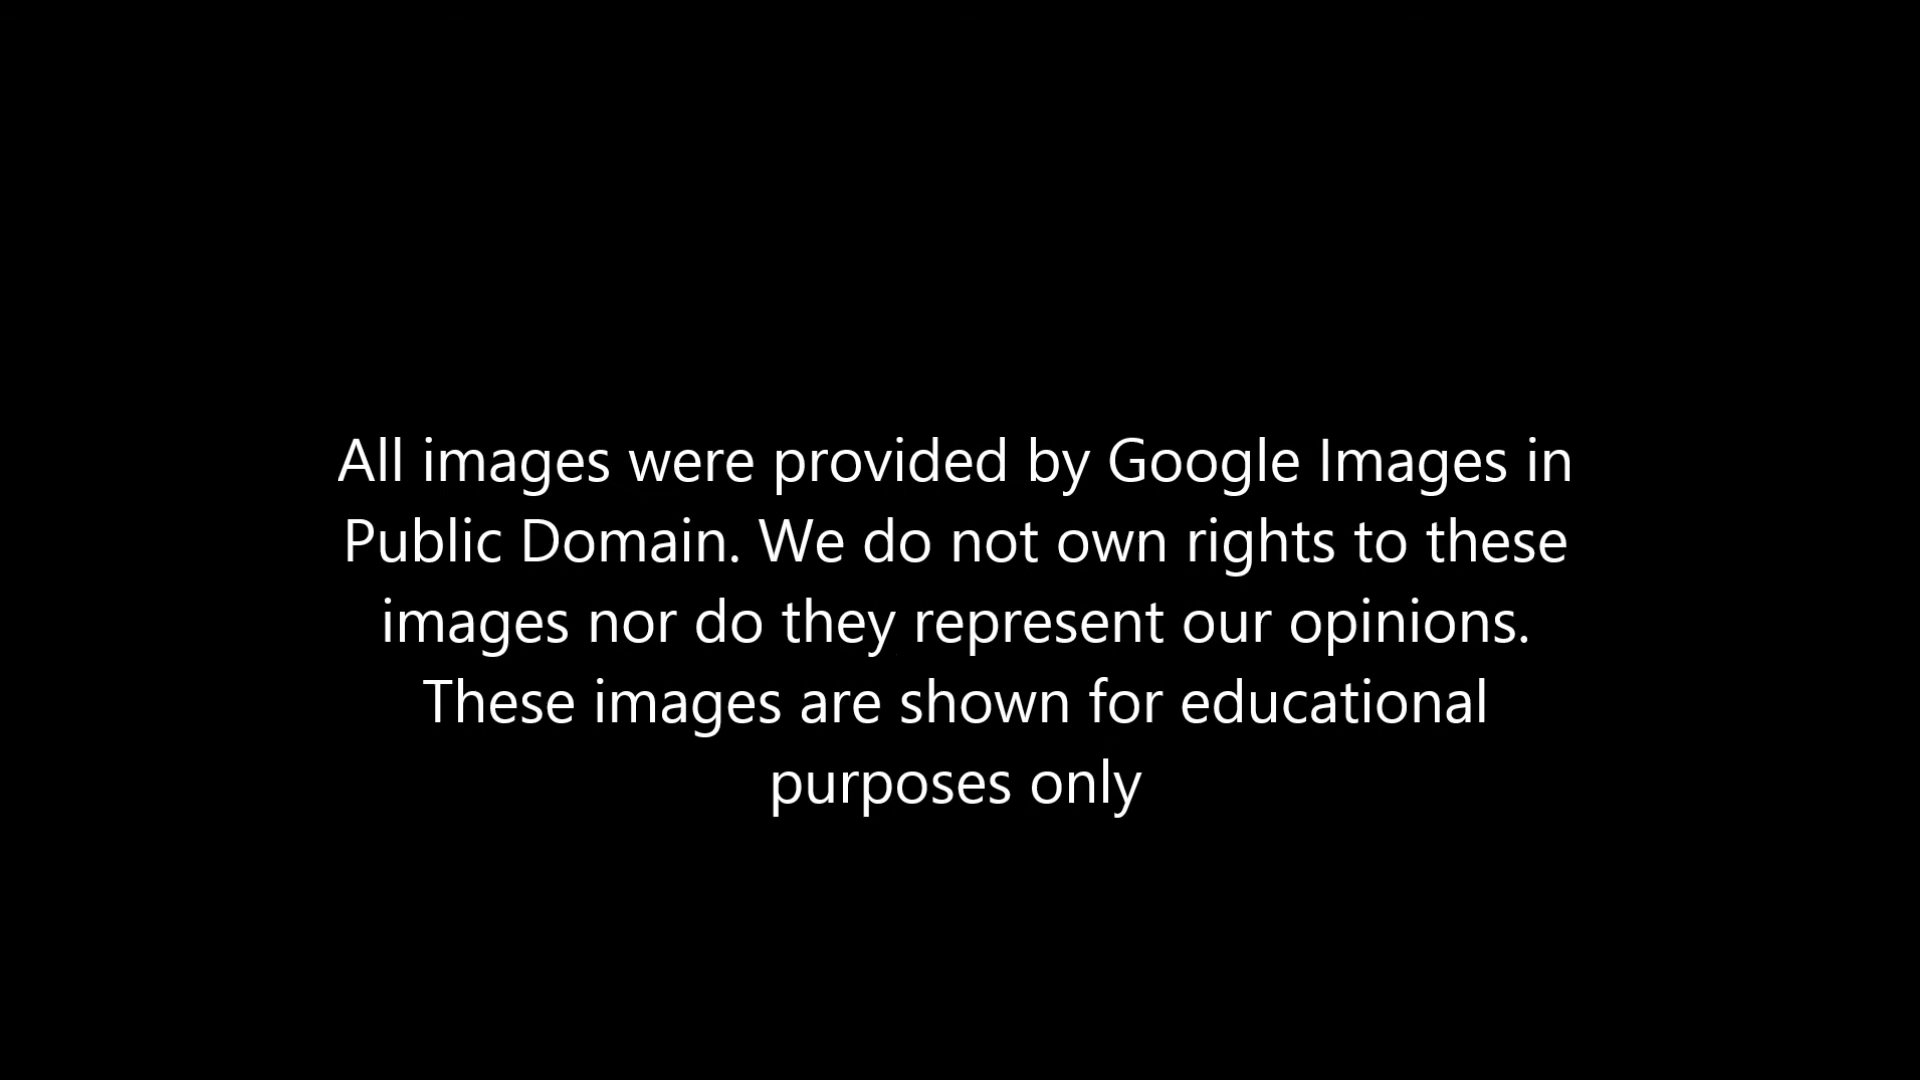 All images were provided by Google Images in
Public Domain. We do not own rights to these
images nor do they represent our opinions.
These images are shown for educational
purposes only